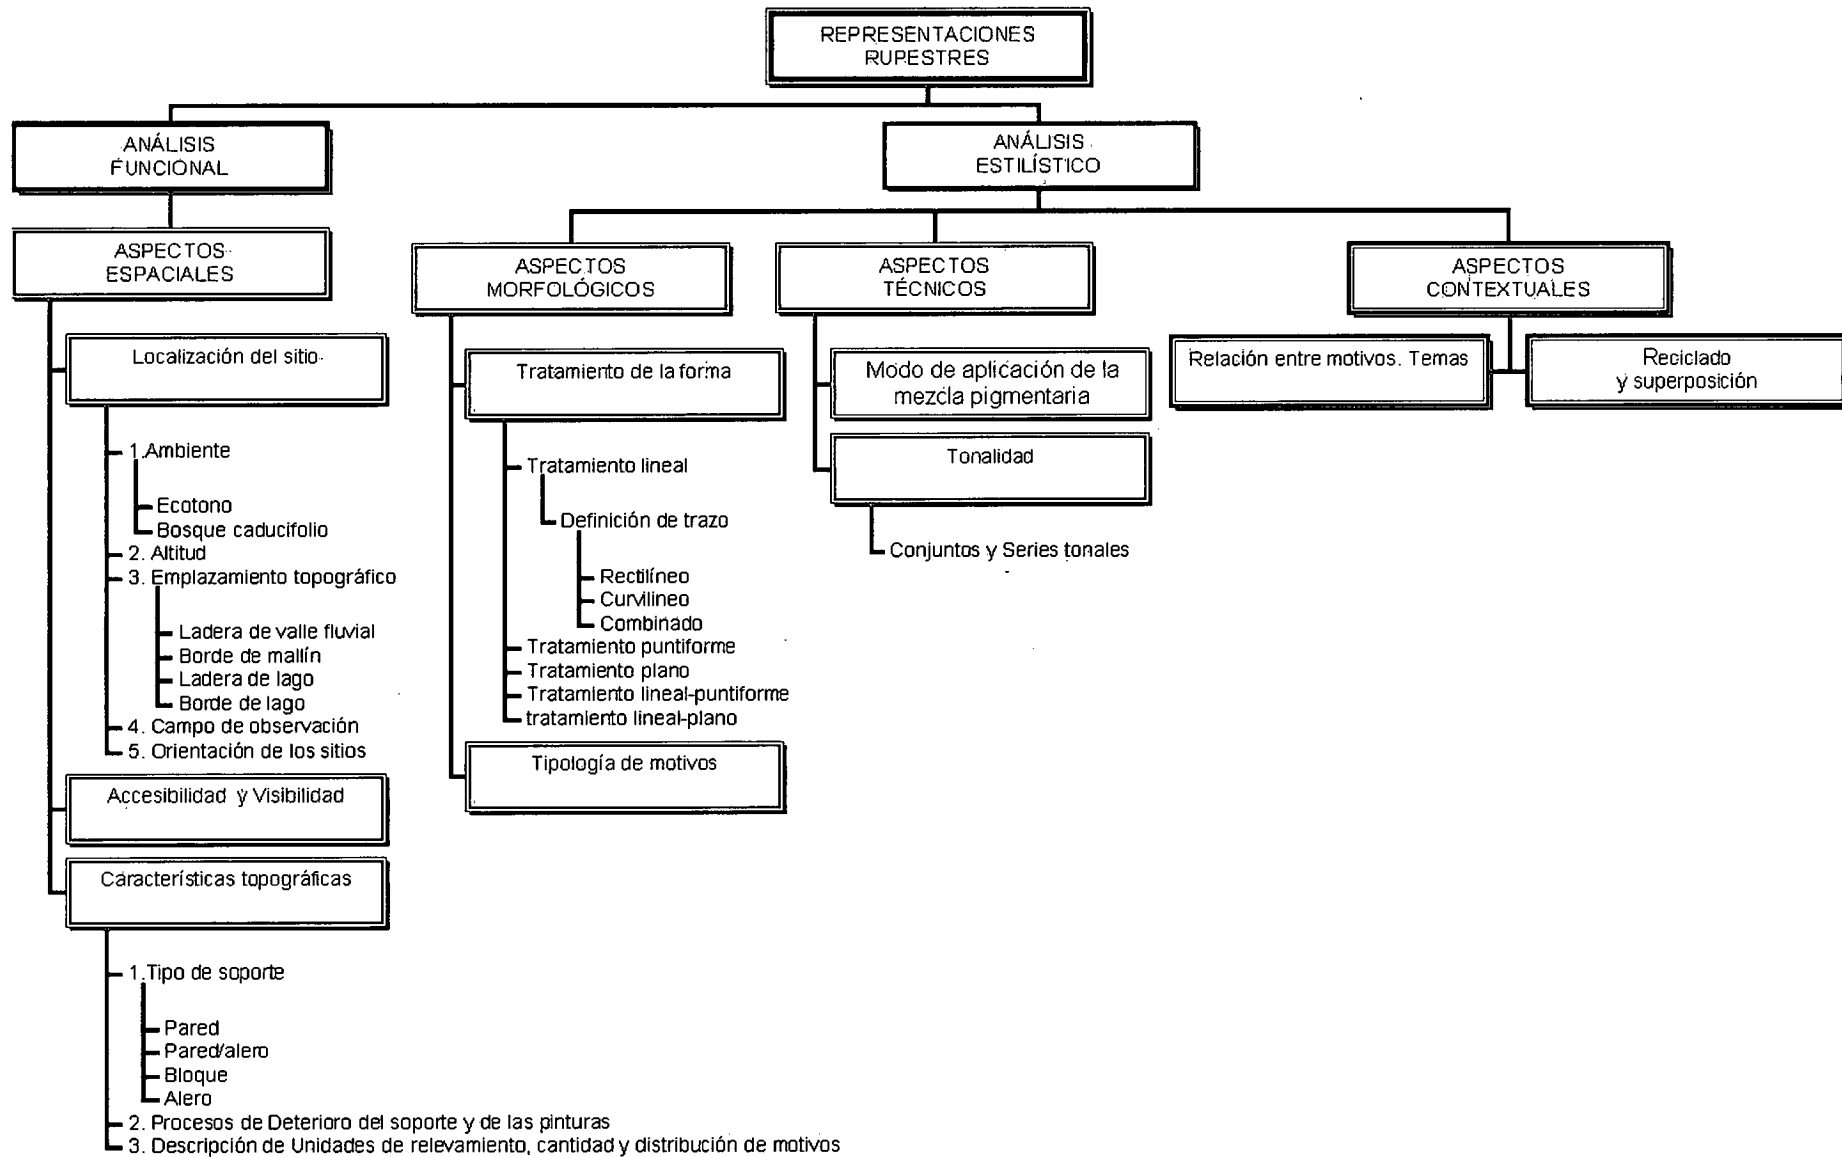 REPRESENTACIONES
RUPESTRES
ANÁLISIS
FUNCIONAL
ANÁLISIS
ESTILÍSTICO
ASPECTOS
ESPACIALES
ASPECTOS
MORFOLÓGICOS
ASPECTOS
TÉCNICOS
ASPECTOS
CONTEXTUALES
Localización del sitio
1.Ambiente
Ecotono
Bosque caducifolio
2. Altitud
3. Emplazamiento topográfico
Ladera de valle fluvial
Borde de mallín
Ladera de lago
Borde de lago
4. Campo de observación
5. Orientación de los sitios
Accesibilidad y Visibilidad
Características topográficas
1.Tipo de soporte
Pared
Pared/alero
Bloque
Alero
2. Procesos de Deterioro del soporte y de las pinturas
3. Descripción de Unidades de relevamiento, cantidad y distribución de motivos
Tratamiento de la forma
Tratamiento lineal
Definición de trazo
Rectilíneo
Curvilineo
Combinado
Tratamiento puntiforme
Tratamiento plano
Tratamiento lineal-puntiforme
tratamiento lineal-plano
Tipología de motivos
Modo de aplicación de la
mezcla pigmentaria
Tonalidad
Conjuntos y Series tonales
Relación entre motivos. Temas
Reciclado
y superposición